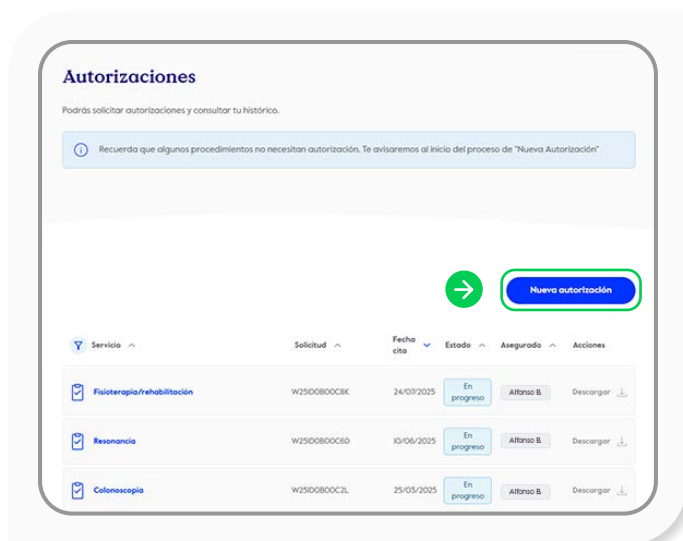 Autorizaciones
Podrás solicitar autorizaciones y consultar tu histórico.
Recuerda que algunos procedimientos no necesitan autorización. Te avisaremos al inicio del proceso de "Nueva Autorización"
Nueva autorización
Servicio Solicitud Fecha cita Estado Asegurado Acciones
Fisioterapia/rehabilitación W25ID0B00C8K 24/07/2025 En progreso Alfonso B. Descargar
Resonancia W25ID0B00C6D 10/06/2025 En progreso Alfonso B. Descargar
Colonoscopia W25ID0B00C2L 25/03/2025 En progreso Alfonso B. Descargar